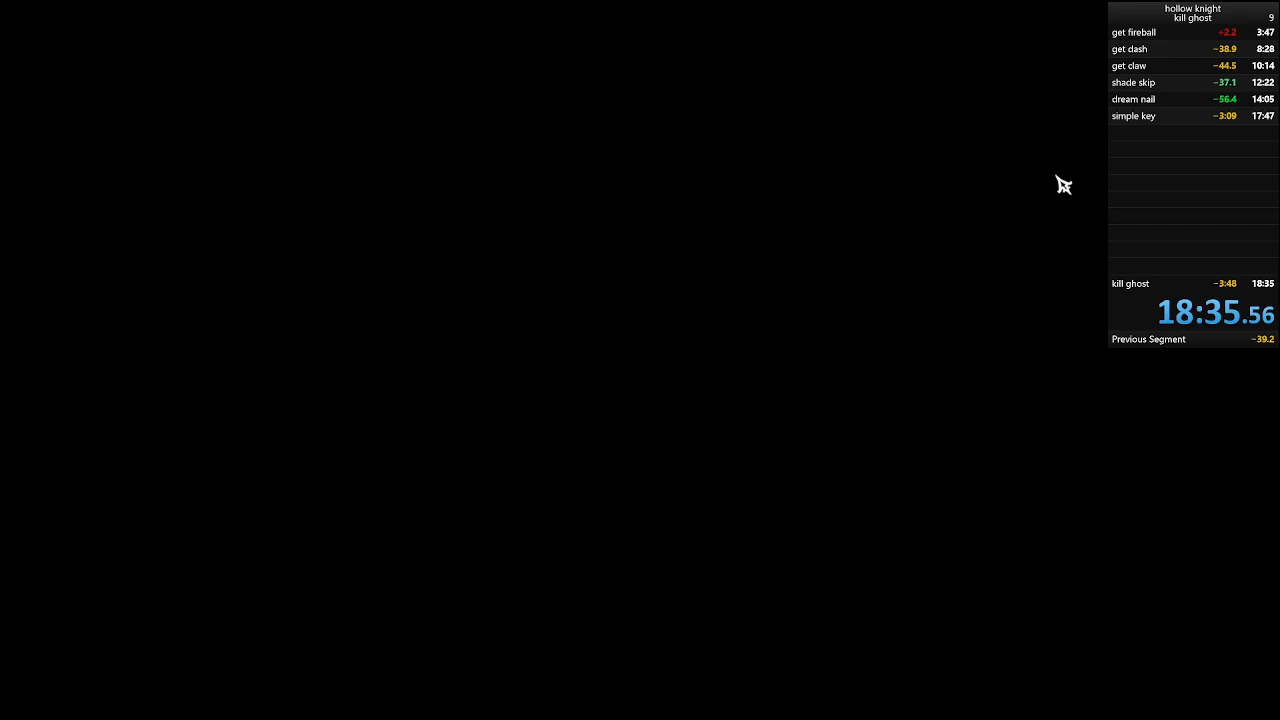 hollow knight
kill ghost 9
get fireball +2.2 3:47
get dash −38.9 8:28
get claw −44.5 10:14
shade skip −37.1 12:22
dream nail −56.4 14:05
simple key −3:09 17:47
kill ghost −3:48 18:35
18:35.56
Previous Segment −39.2